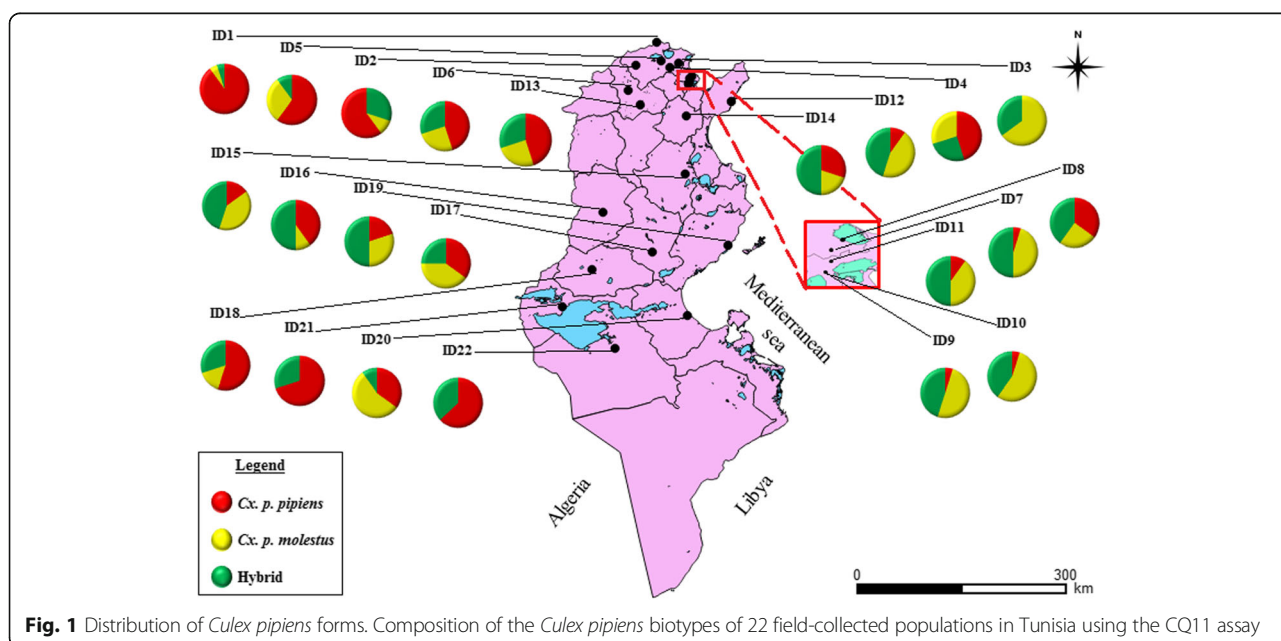 N
ID1
ID5
ID2
ID6
ID13
ID3
ID4
ID12
ID14
ID15
ID16
ID19
ID17
ID8
ID7
ID11
ID10
ID9
ID18
ID21
ID20
ID22
Mediterranean
sea
Algeria
Libya
Legend
Cx. p. pipiens
Cx. p. molestus
Hybrid
0 300
km
Fig. 1 Distribution of Culex pipiens forms. Composition of the Culex pipiens biotypes of 22 field-collected populations in Tunisia using the CQ11 assay